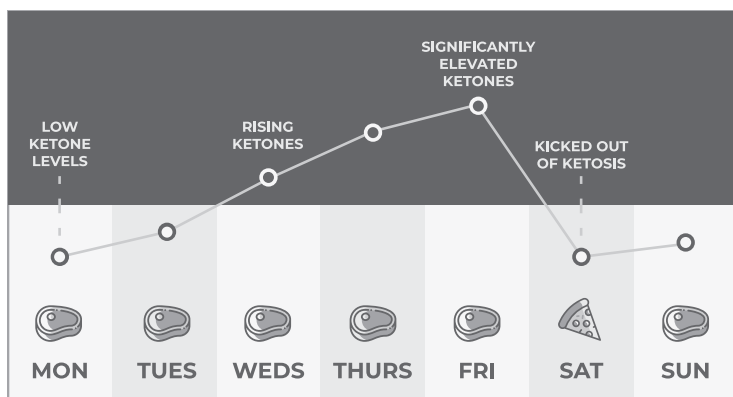 SIGNIFICANTLY
ELEVATED
KETONES
LOW
KETONE
LEVELS
RISING
KETONES
KICKED OUT
OF KETOSIS
MON
TUES
WEDS
THURS
FRI
SAT
SUN